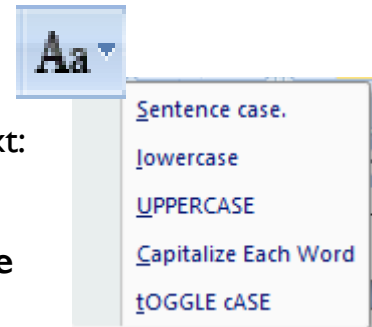 Aa
Sentence case.
t:
lowercase
UPPERCASE
e
Capitalize Each Word
tOGGLE cASE